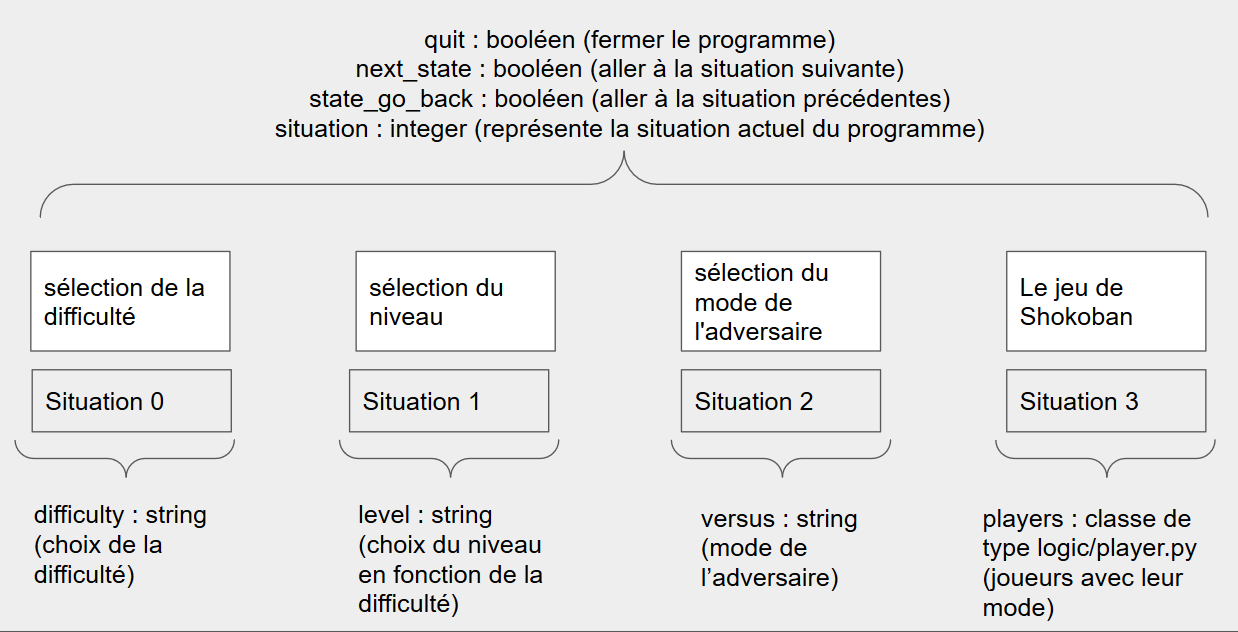 quit : booléen (fermer le programme)
next_state : booléen (aller à la situation suivante)
state_go_back : booléen (aller à la situation précédentes)
situation : integer (représente la situation actuel du programme)
sélection de la
difficulté
sélection du
niveau
sélection du
mode de
l'adversaire
Le jeu de
Shokoban
Situation 0
Situation 1
Situation 2
Situation 3
difficulty : string
(choix de la
difficulté)
level : string
(choix du niveau
en fonction de la
difficulté)
versus : string
(mode de
l’adversaire)
players : classe de
type logic/player.py
(joueurs avec leur
mode)